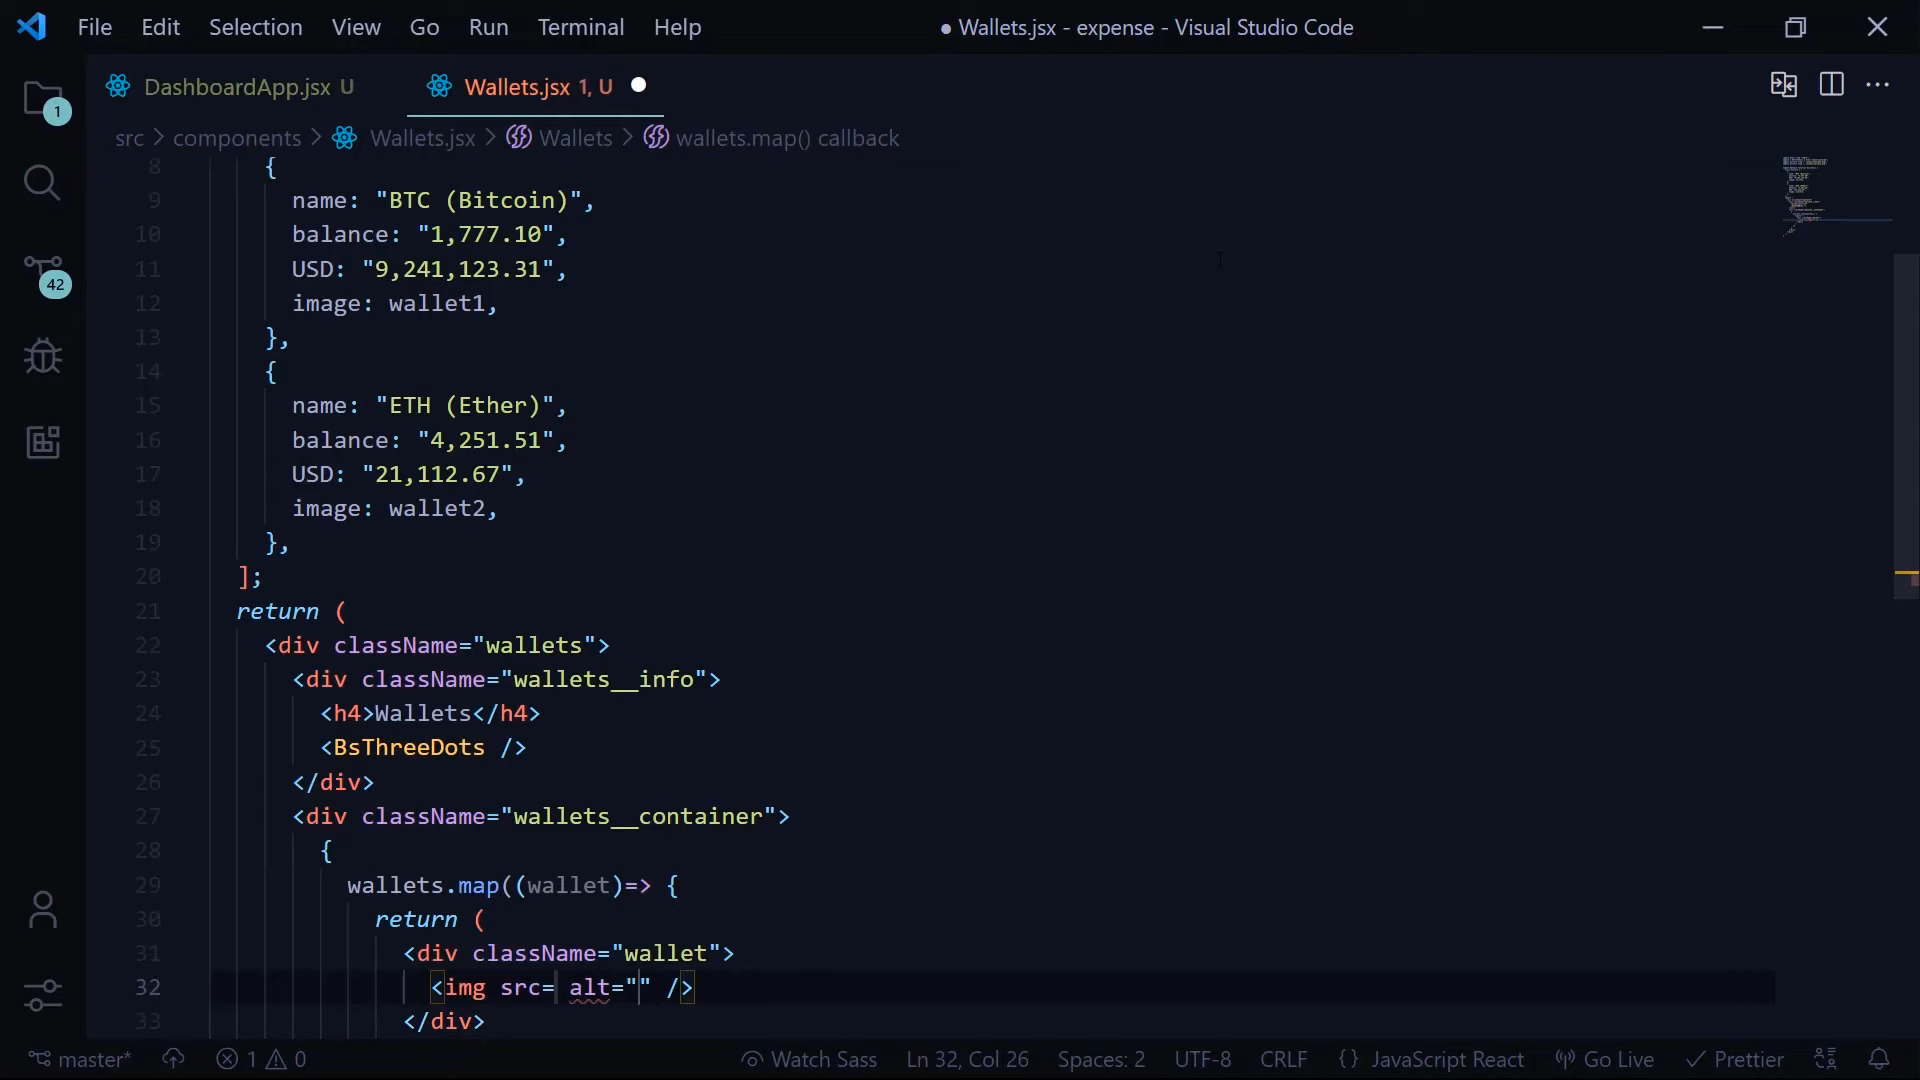 File Edit Selection View Go Run Terminal Help
● Wallets.jsx - expense - Visual Studio Code
DashboardApp.jsx U
Wallets.jsx 1, U
src > components > Wallets.jsx > Wallets > wallets.map() callback
1
42
8 {
9 name: "BTC (Bitcoin)",
10 balance: "1,777.10",
11 USD: "9,241,123.31",
12 image: wallet1,
13 },
14 {
15 name: "ETH (Ether)",
16 balance: "4,251.51",
17 USD: "21,112.67",
18 image: wallet2,
19 },
20 ];
21 return (
22 <div className="wallets">
23 <div className="wallets__info">
24 <h4>Wallets</h4>
25 <BsThreeDots />
26 </div>
27 <div className="wallets__container">
28 {
29 wallets.map((wallet)=> {
30 return (
31 <div className="wallet">
32 <img src= alt="" />
33 </div>
master* 1 0 Watch Sass Ln 32, Col 26 Spaces: 2 UTF-8 CRLF {} JavaScript React Go Live Prettier